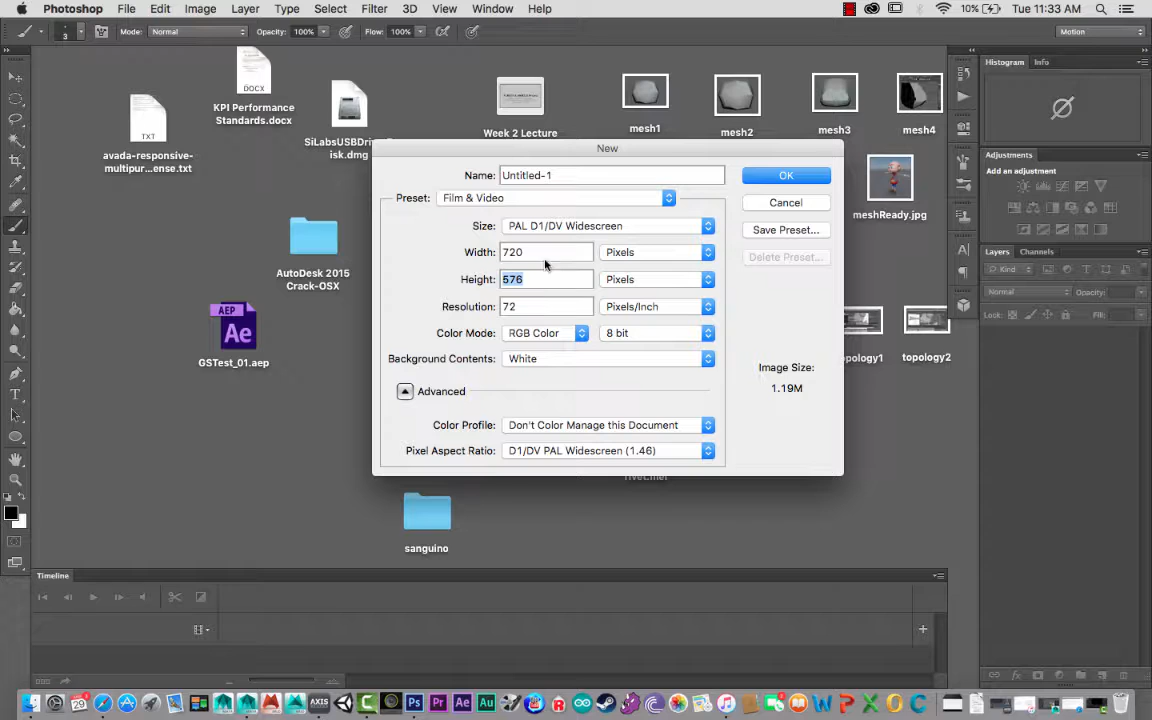 Photoshop File Edit Image Layer Type Select Filter 3D View Window Help 10% Tue 11:33 AM
3 Mode: Normal Opacity: 100% Flow: 100% Motion
Histogram Info
DOCX
KPI Performance
Standards.docx
TXT
avada-responsive-
multipur...ense.txt
SiLabsUSBDri
isk.dmg
Week 2 Lecture
mesh1
mesh2
mesh3
mesh4
meshReady.jpg
Adjustments
Add an adjustment
New
Name: Untitled-1 OK
Preset: Film & Video Cancel
Size: PAL D1/DV Widescreen Save Preset...
Width: 720 Pixels Delete Preset...
Height: 576 Pixels
Resolution: 72 Pixels/Inch
Color Mode: RGB Color 8 bit
Background Contents: White
Image Size:
1.19M
Advanced
Color Profile: Don't Color Manage this Document
Pixel Aspect Ratio: D1/DV PAL Widescreen (1.46)
AutoDesk 2015
Crack-OSX
AEP
Ae
GSTest_01.aep
Layers Channels
Kind
Normal Opacity:
Lock: Fill:
topology1
topology2
sanguino
Timeline